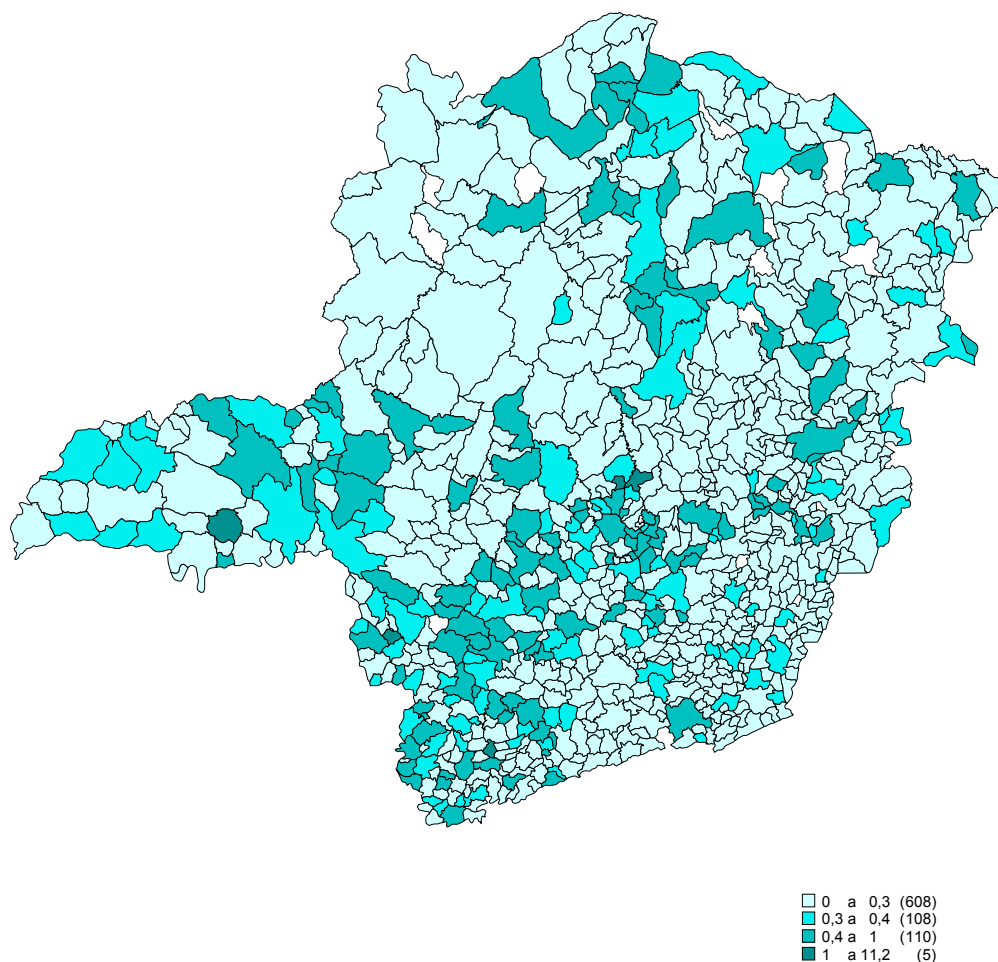 0 a 0,3 (608)
0,3 a 0,4 (108)
0,4 a 1 (110)
1 a 11,2 (5)